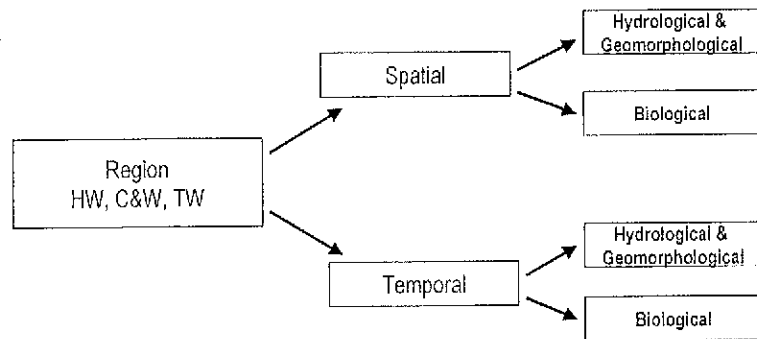 Hydrological &
Geomorphological
Spatial
Biological
Region
HW, C&W, TW
Hydrological &
Geomorphological
Temporal
Biological